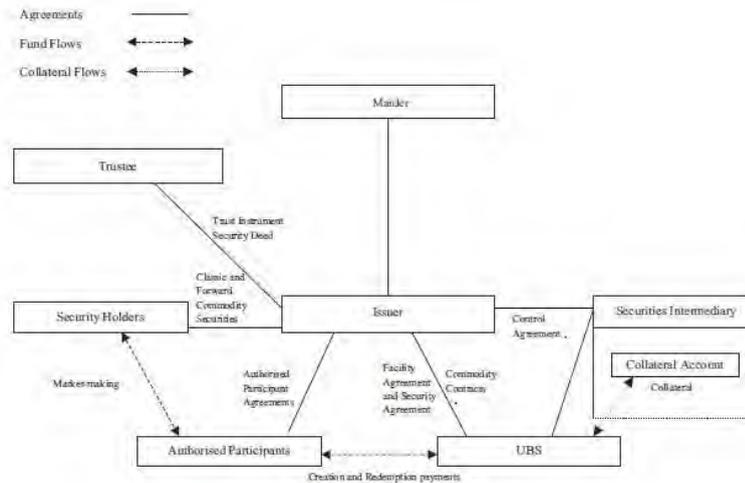 Agreements
Fund Flows
Collateral Flows
Manler
Trustee
Trust Instrument
Security Deed
Classic and
Forward
Commodity
Securities
Security Holders
Issuer
Securities Intermediary
Control
Agreement
Collateral Account
Collateral
Market-making
Authorised
Participant
Agreements
Facility
Agreement
and Security
Agreement
Commodity
Contracts
Authorised Participants
UBS
Creation and Redemption payments